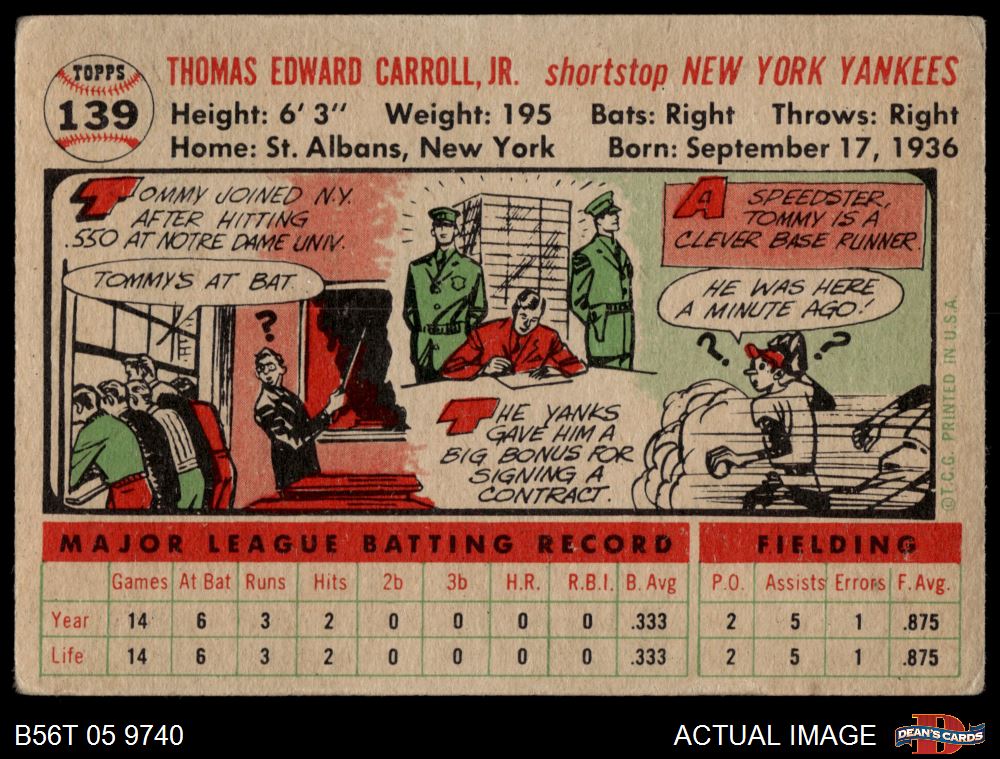 TOPPS
139
THOMAS EDWARD CARROLL, JR. shortstop NEW YORK YANKEES
Height: 6' 3" Weight: 195 Bats: Right Throws: Right
Home: St. Albans, New York Born: September 17, 1936
TOMMY JOINED N.Y.
AFTER HITTING
.550 AT NOTRE DAME UNIV.
TOMMY'S AT BAT.
?
THE YANKS
GAVE HIM A
BIG BONUS FOR
SIGNING A
CONTRACT.
A SPEEDSTER,
TOMMY IS A
CLEVER BASE RUNNER.
HE WAS HERE
A MINUTE AGO!
? ?
©T.C.G. PRINTED IN U.S.A.
MAJOR LEAGUE BATTING RECORD FIELDING
Games At Bat Runs Hits 2b 3b H.R. R.B.I. B. Avg P.O. Assists Errors F. Avg.
Year 14 6 3 2 0 0 0 0 .333 2 5 1 .875
Life 14 6 3 2 0 0 0 0 .333 2 5 1 .875
B56T 05 9740 ACTUAL IMAGE DEAN'S CARDS